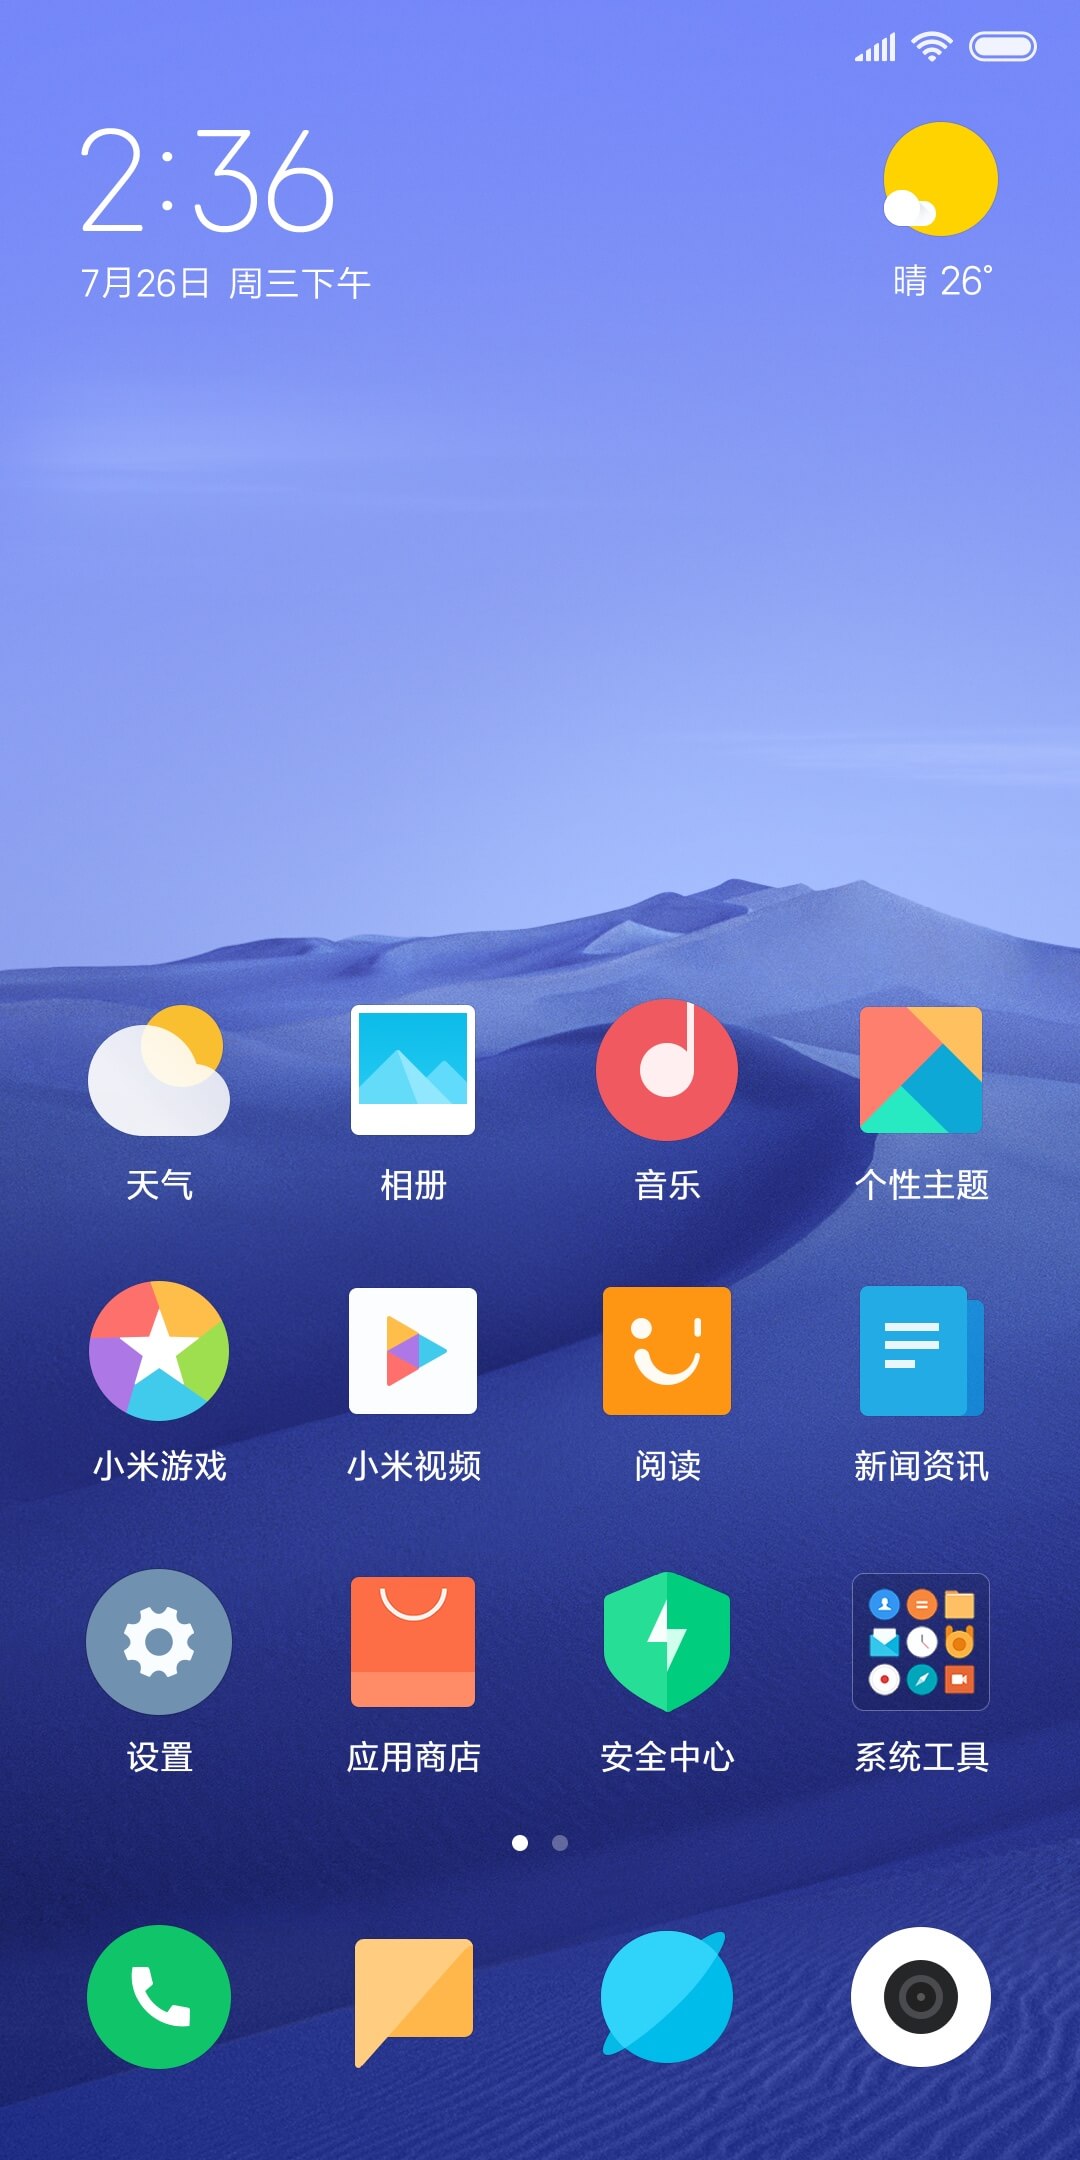 2:36
7月26日 周三下午
晴 26°
天气 相册 音乐 个性主题
小米游戏 小米视频 阅读 新闻资讯
设置 应用商店 安全中心 系统工具